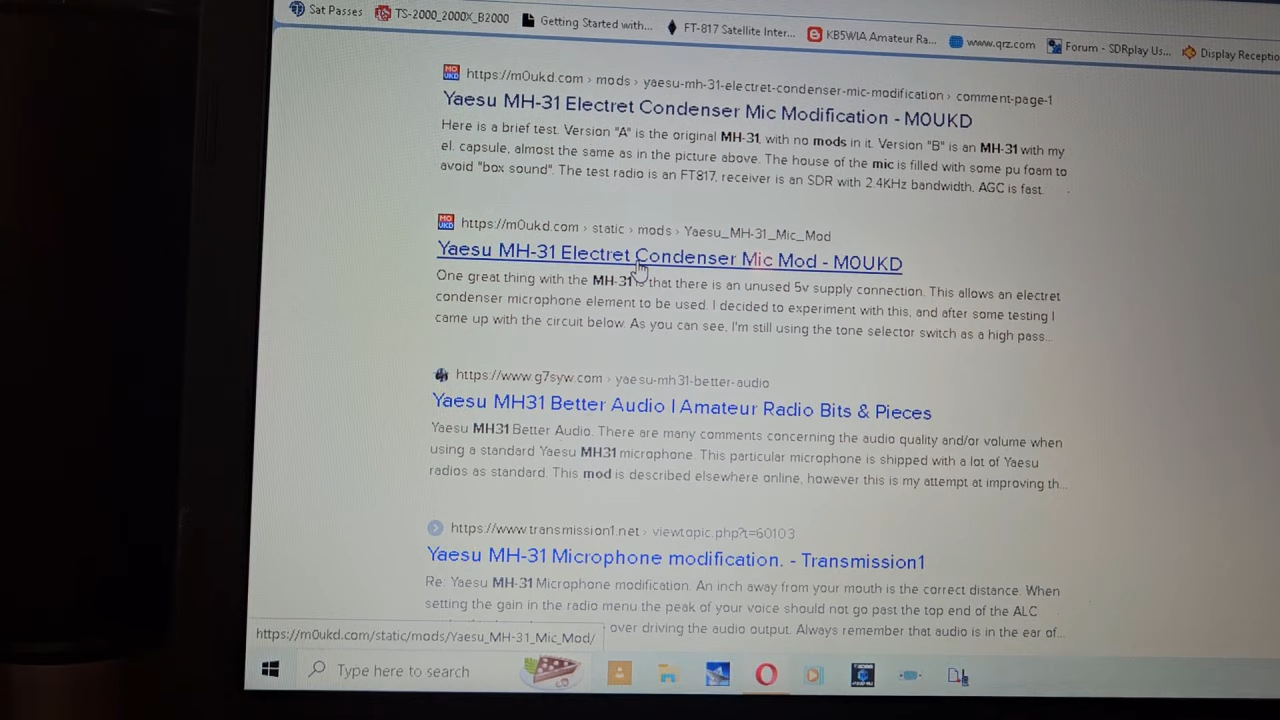 Sat Passes TS-2000_2000X_B2000 Getting Started with... FT-817 Satellite Inter... KB5WIA Amateur Ra... www.qrz.com Forum - SDRplay Us... Display Receptio
MO UKD https://m0ukd.com › mods › yaesu-mh-31-electret-condenser-mic-modification › comment-page-1
Yaesu MH-31 Electret Condenser Mic Modification - M0UKD
Here is a brief test. Version "A" is the original MH-31, with no mods in it. Version "B" is an MH-31 with my
el. capsule, almost the same as in the picture above. The house of the mic is filled with some pu foam to
avoid "box sound". The test radio is an FT817, receiver is an SDR with 2.4KHz bandwidth, AGC is fast.
MO UKD https://m0ukd.com › static › mods › Yaesu_MH-31_Mic_Mod
Yaesu MH-31 Electret Condenser Mic Mod - M0UKD
One great thing with the MH-31 is that there is an unused 5v supply connection. This allows an electret
condenser microphone element to be used. I decided to experiment with this, and after some testing I
came up with the circuit below. As you can see, I'm still using the tone selector switch as a high pass...
https://www.g7syw.com › yaesu-mh31-better-audio
Yaesu MH31 Better Audio | Amateur Radio Bits & Pieces
Yaesu MH31 Better Audio. There are many comments concerning the audio quality and/or volume when
using a standard Yaesu MH31 microphone. This particular microphone is shipped with a lot of Yaesu
radios as standard. This mod is described elsewhere online, however this is my attempt at improving th...
https://www.transmission1.net › viewtopic.php?t=60103
Yaesu MH-31 Microphone modification. - Transmission1
Re: Yaesu MH-31 Microphone modification. An inch away from your mouth is the correct distance. When
setting the gain in the radio menu the peak of your voice should not go past the top end of the ALC
over driving the audio output. Always remember that audio is in the ear of...
https://m0ukd.com/static/mods/Yaesu_MH-31_Mic_Mod/
Type here to search